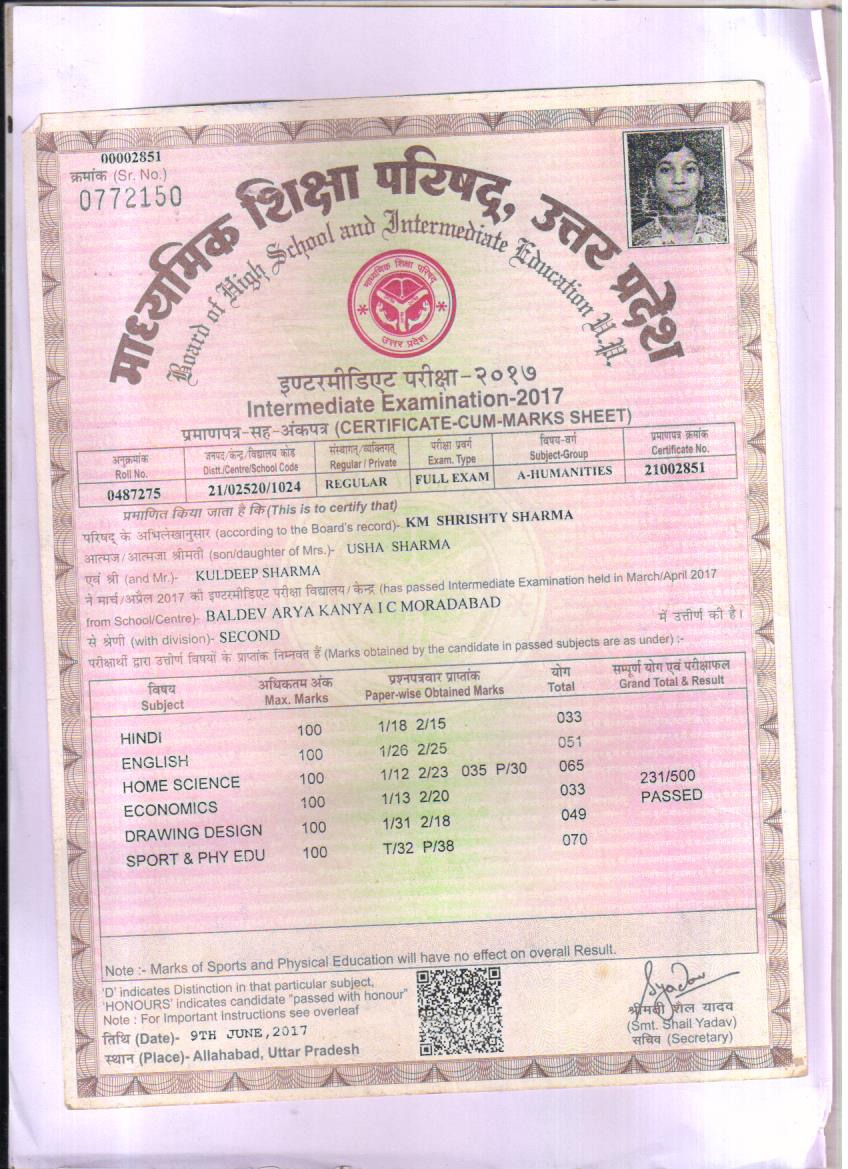 00002851
क्रमांक (Sr. No.)
0772150
माध्यमिक शिक्षा परिषद्, उत्तर प्रदेश
Board of High School and Intermediate Education U.P.
माध्यमिक शिक्षा परिषद
उत्तर प्रदेश
इण्टरमीडिएट परीक्षा-२०१७
Intermediate Examination-2017
प्रमाणपत्र-सह-अंकपत्र (CERTIFICATE-CUM-MARKS SHEET)
अनुक्रमांक जनपद/केन्द्र/विद्यालय कोड संस्थागत्/व्यक्तिगत् परीक्षा प्रवर्ग विषय-वर्ग प्रमाणपत्र क्रमांक
Roll No. Distt./Centre/School Code Regular / Private Exam. Type Subject-Group Certificate No.
0487275 21/02520/1024 REGULAR FULL EXAM A-HUMANITIES 21002851
प्रमाणित किया जाता है कि (This is to certify that)
परिषद् के अभिलेखानुसार (according to the Board's record)- KM SHRISHTY SHARMA
आत्मज/आत्मजा श्रीमती (son/daughter of Mrs.)- USHA SHARMA
एवं श्री (and Mr.)- KULDEEP SHARMA
ने मार्च/अप्रैल 2017 की इण्टरमीडिएट परीक्षा विद्यालय/केन्द्र (has passed Intermediate Examination held in March/April 2017
from School/Centre)- BALDEV ARYA KANYA I C MORADABAD में उत्तीर्ण की है।
से श्रेणी (with division)- SECOND
परीक्षार्थी द्वारा उत्तीर्ण विषयों के प्राप्तांक निम्नवत हैं (Marks obtained by the candidate in passed subjects are as under) :-
विषय अधिकतम अंक प्रश्नपत्रवार प्राप्तांक योग सम्पूर्ण योग एवं परीक्षाफल
Subject Max. Marks Paper-wise Obtained Marks Total Grand Total & Result
HINDI 100 1/18 2/15 033
ENGLISH 100 1/26 2/25 051
HOME SCIENCE 100 1/12 2/23 035 P/30 065 231/500
ECONOMICS 100 1/13 2/20 033 PASSED
DRAWING DESIGN 100 1/31 2/18 049
SPORT & PHY EDU 100 T/32 P/38 070
Note :- Marks of Sports and Physical Education will have no effect on overall Result.
'D' indicates Distinction in that particular subject,
'HONOURS' indicates candidate "passed with honour"
Note : For Important Instructions see overleaf
तिथि (Date)- 9TH JUNE,2017
स्थान (Place)- Allahabad, Uttar Pradesh
श्रीमती शैल यादव
(Smt. Shail Yadav)
सचिव (Secretary)